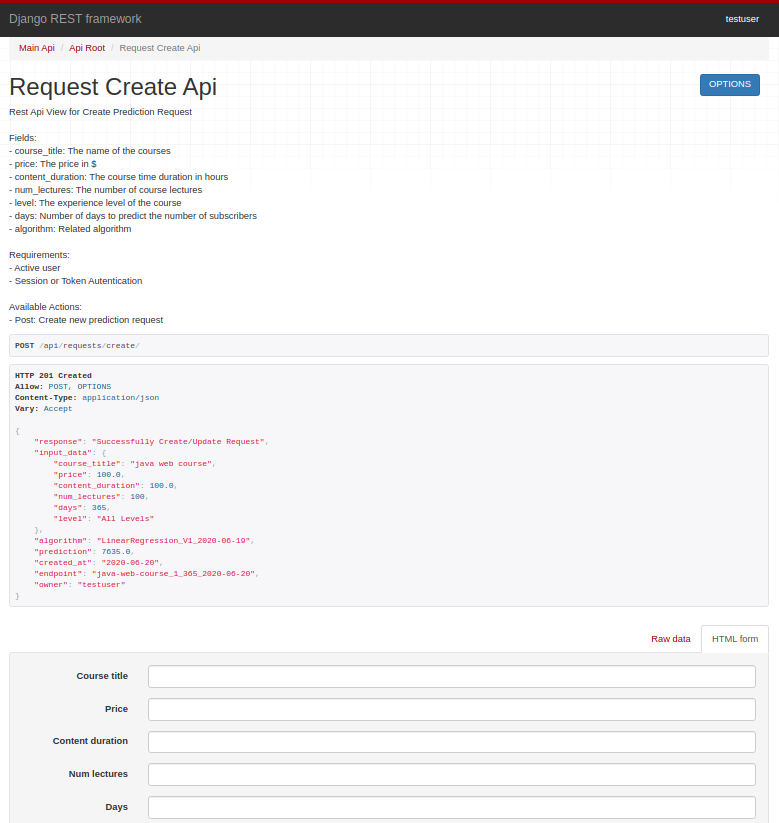 Django REST framework
testuser
Main Api / Api Root / Request Create Api
Request Create Api
OPTIONS
Rest Api View for Create Prediction Request
Fields:
- course_title: The name of the courses
- price: The price in $
- content_duration: The course time duration in hours
- num_lectures: The number of course lectures
- level: The experience level of the course
- days: Number of days to predict the number of subscribers
- algorithm: Related algorithm
Requirements:
- Active user
- Session or Token Autentication
Available Actions:
- Post: Create new prediction request
POST /api/requests/create/
HTTP 201 Created
Allow: POST, OPTIONS
Content-Type: application/json
Vary: Accept
{
"response": "Successfully Create/Update Request",
"input_data": {
"course_title": "java web course",
"price": 100.0,
"content_duration": 100.0,
"num_lectures": 100,
"days": 365,
"level": "All Levels"
},
"algorithm": "LinearRegression_V1_2020-06-19",
"prediction": 7635.0,
"created_at": "2020-06-20",
"endpoint": "java-web-course_1_365_2020-06-20",
"owner": "testuser"
}
Raw data
HTML form
Course title
Price
Content duration
Num lectures
Days